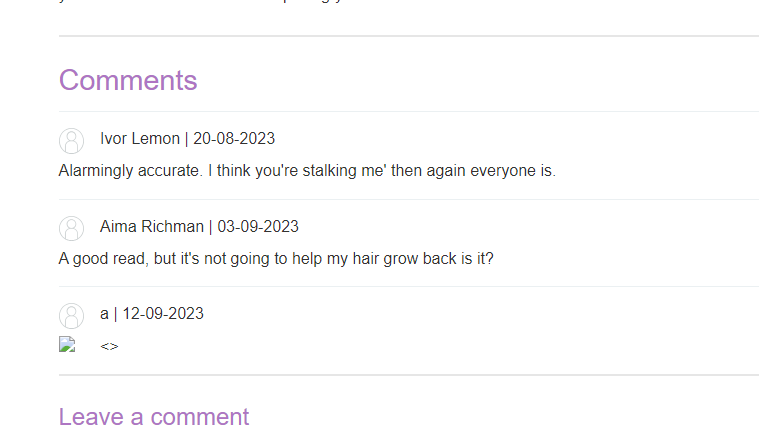 Comments
Ivor Lemon | 20-08-2023
Alarmingly accurate. I think you're stalking me' then again everyone is.
Aima Richman | 03-09-2023
A good read, but it's not going to help my hair grow back is it?
a | 12-09-2023
<>
Leave a comment